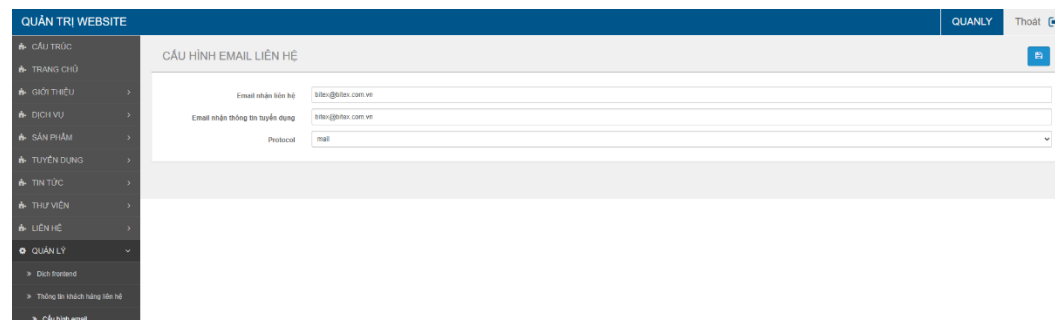 QUẢN TRỊ WEBSITE
QUANLY
Thoát
CẤU TRÚC
TRANG CHỦ
GIỚI THIỆU
DỊCH VỤ
SẢN PHẨM
TUYỂN DỤNG
TIN TỨC
THƯ VIỆN
LIÊN HỆ
QUẢN LÝ
Dịch frontend
Thông tin khách hàng liên hệ
Cấu hình email
CẤU HÌNH EMAIL LIÊN HỆ
Email nhận liên hệ
bitex@bitex.com.vn
Email nhận thông tin tuyển dụng
bitex@bitex.com.vn
Protocol
mail